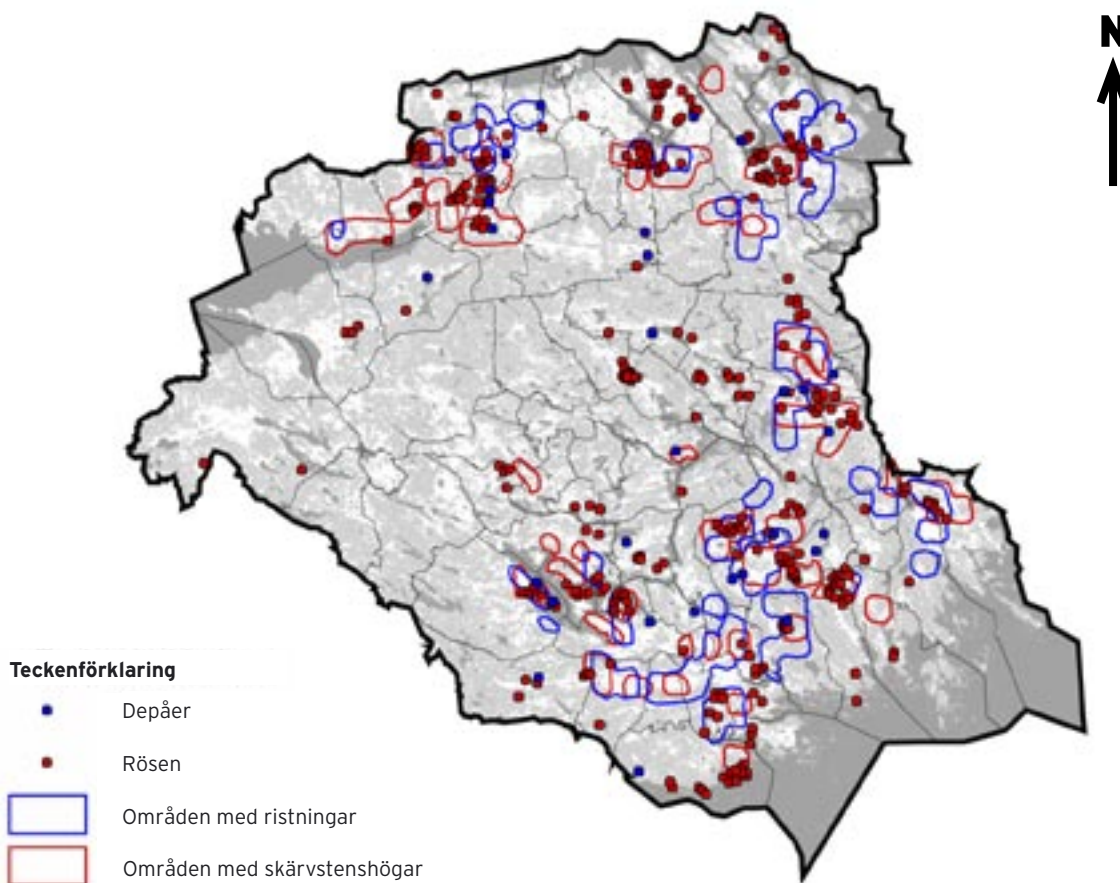 N
Teckenförklaring
Depåer
Rösen
Områden med ristningar
Områden med skärvstenshögar